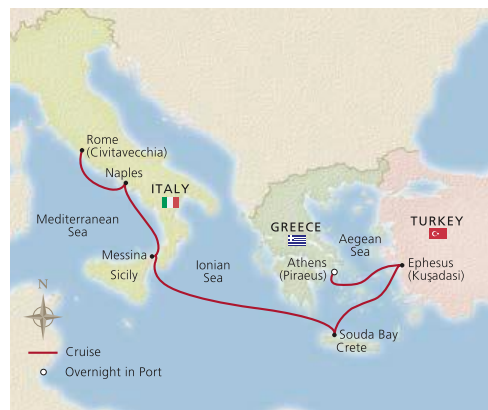 Rome
(Civitavecchia)
Naples
ITALY
Mediterranean
Sea
GREECE
TURKEY
Aegean
Sea
Messina
Sicily
Ionian
Sea
Athens
(Piraeus)
Ephesus
(Kuşadasi)
N
Souda Bay
Crete
Cruise
Overnight in Port